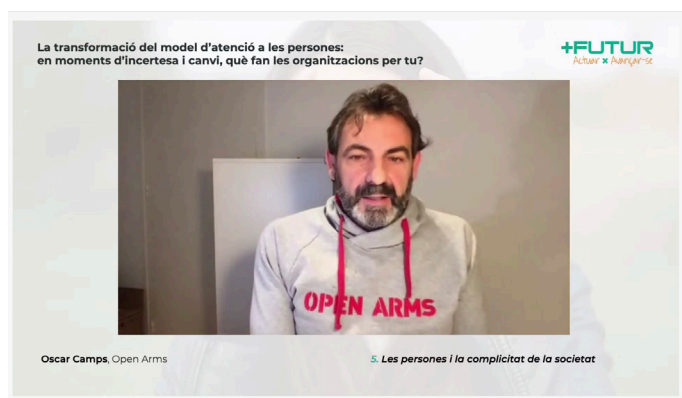 La transformació del model d'atenció a les persones:
en moments d'incertesa i canvi, què fan les organitzacions per tu?
+FUTUR
Actuar × Avançar-se
OPEN ARMS
Oscar Camps, Open Arms
5. Les persones i la complicitat de la societat